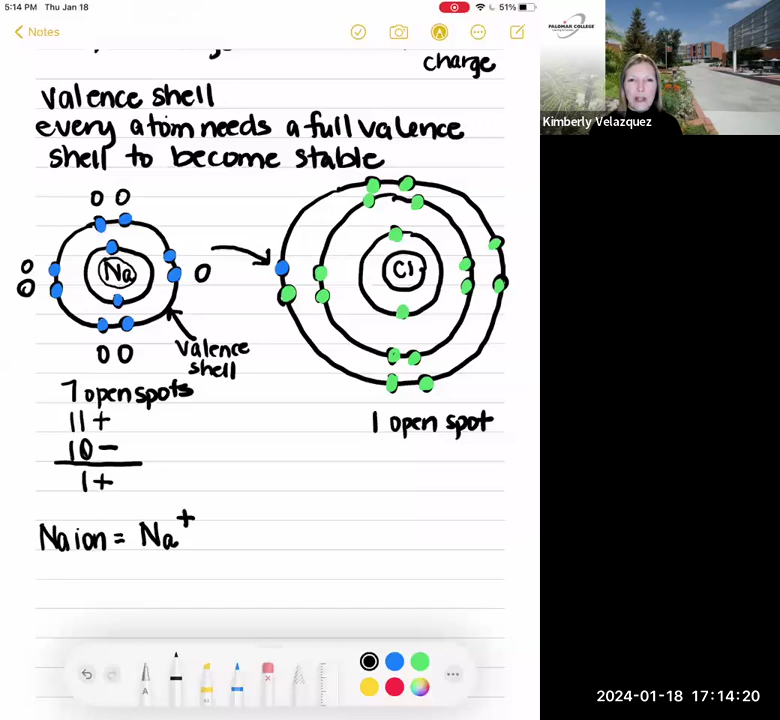 5:14 PM Thu Jan 18
51%
Notes
charge
valence shell
every atom needs a full valence
shell to become stable
Na
Cl
valence
shell
7 open spots
11+
10-
1+
1 open spot
Na ion = Na+
PALOMAR COLLEGE
Kimberly Velazquez
A
2024-01-18 17:14:20